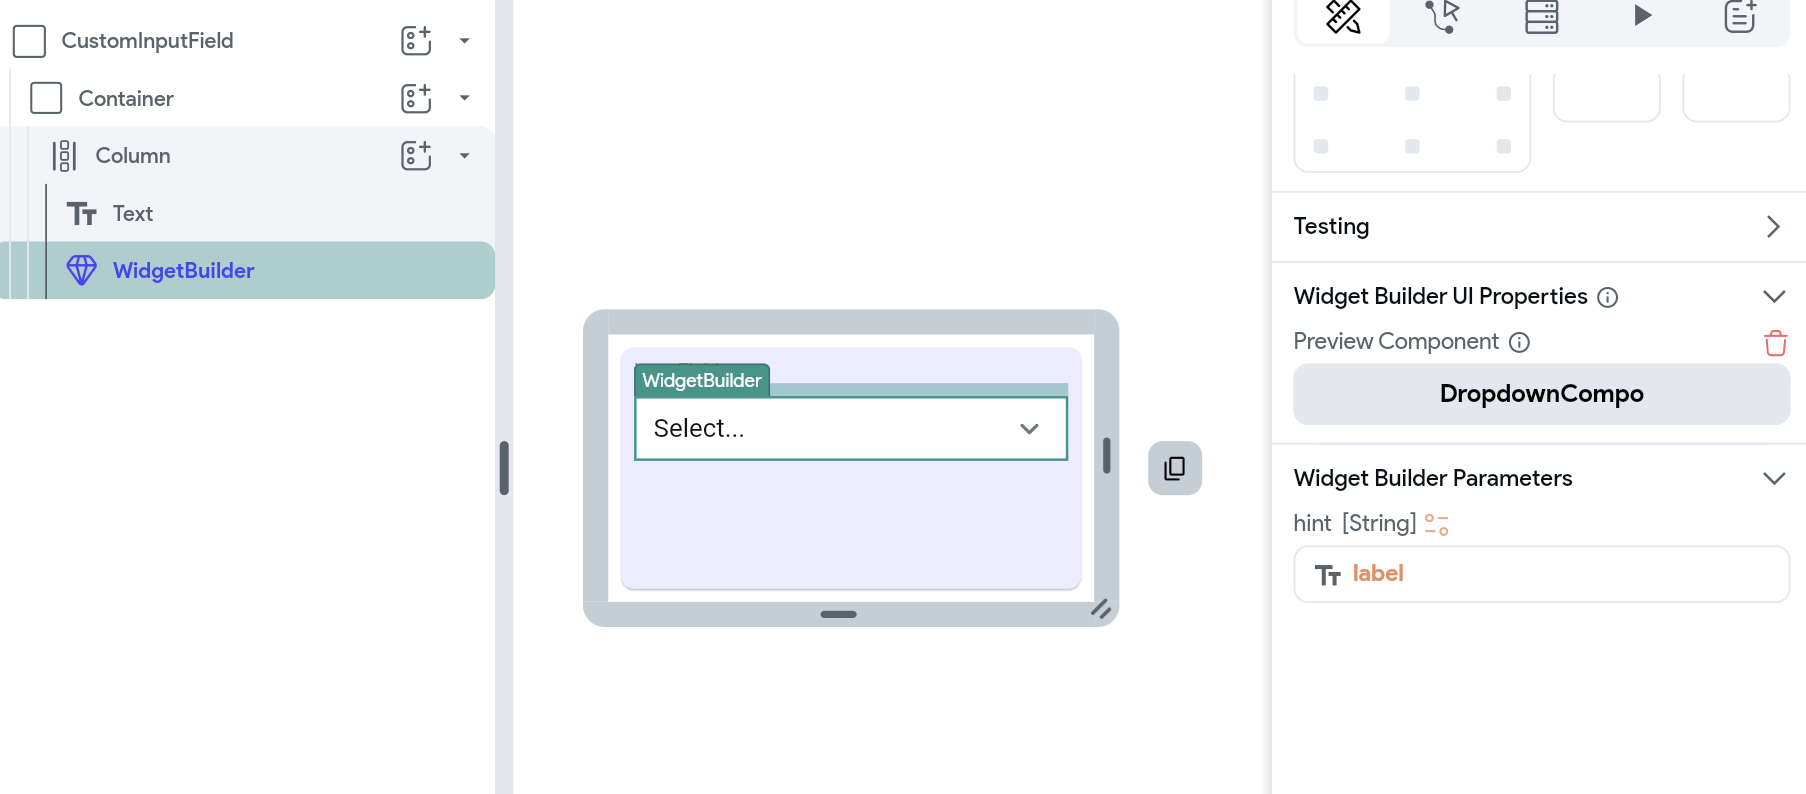 CustomInputField
Container
Column
Text
WidgetBuilder
WidgetBuilder
Select...
Testing
Widget Builder UI Properties
Preview Component
DropdownCompo
Widget Builder Parameters
hint [String]
label